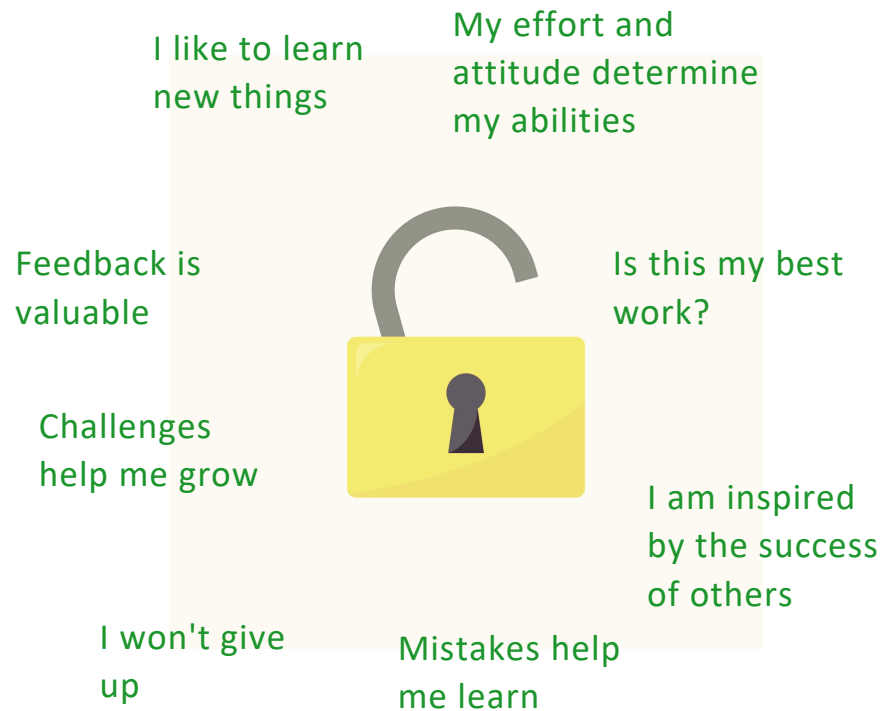 I like to learn
new things
My effort and
attitude determine
my abilities
Feedback is
valuable
Is this my best
work?
Challenges
help me grow
I am inspired
by the success
of others
I won't give
up
Mistakes help
me learn